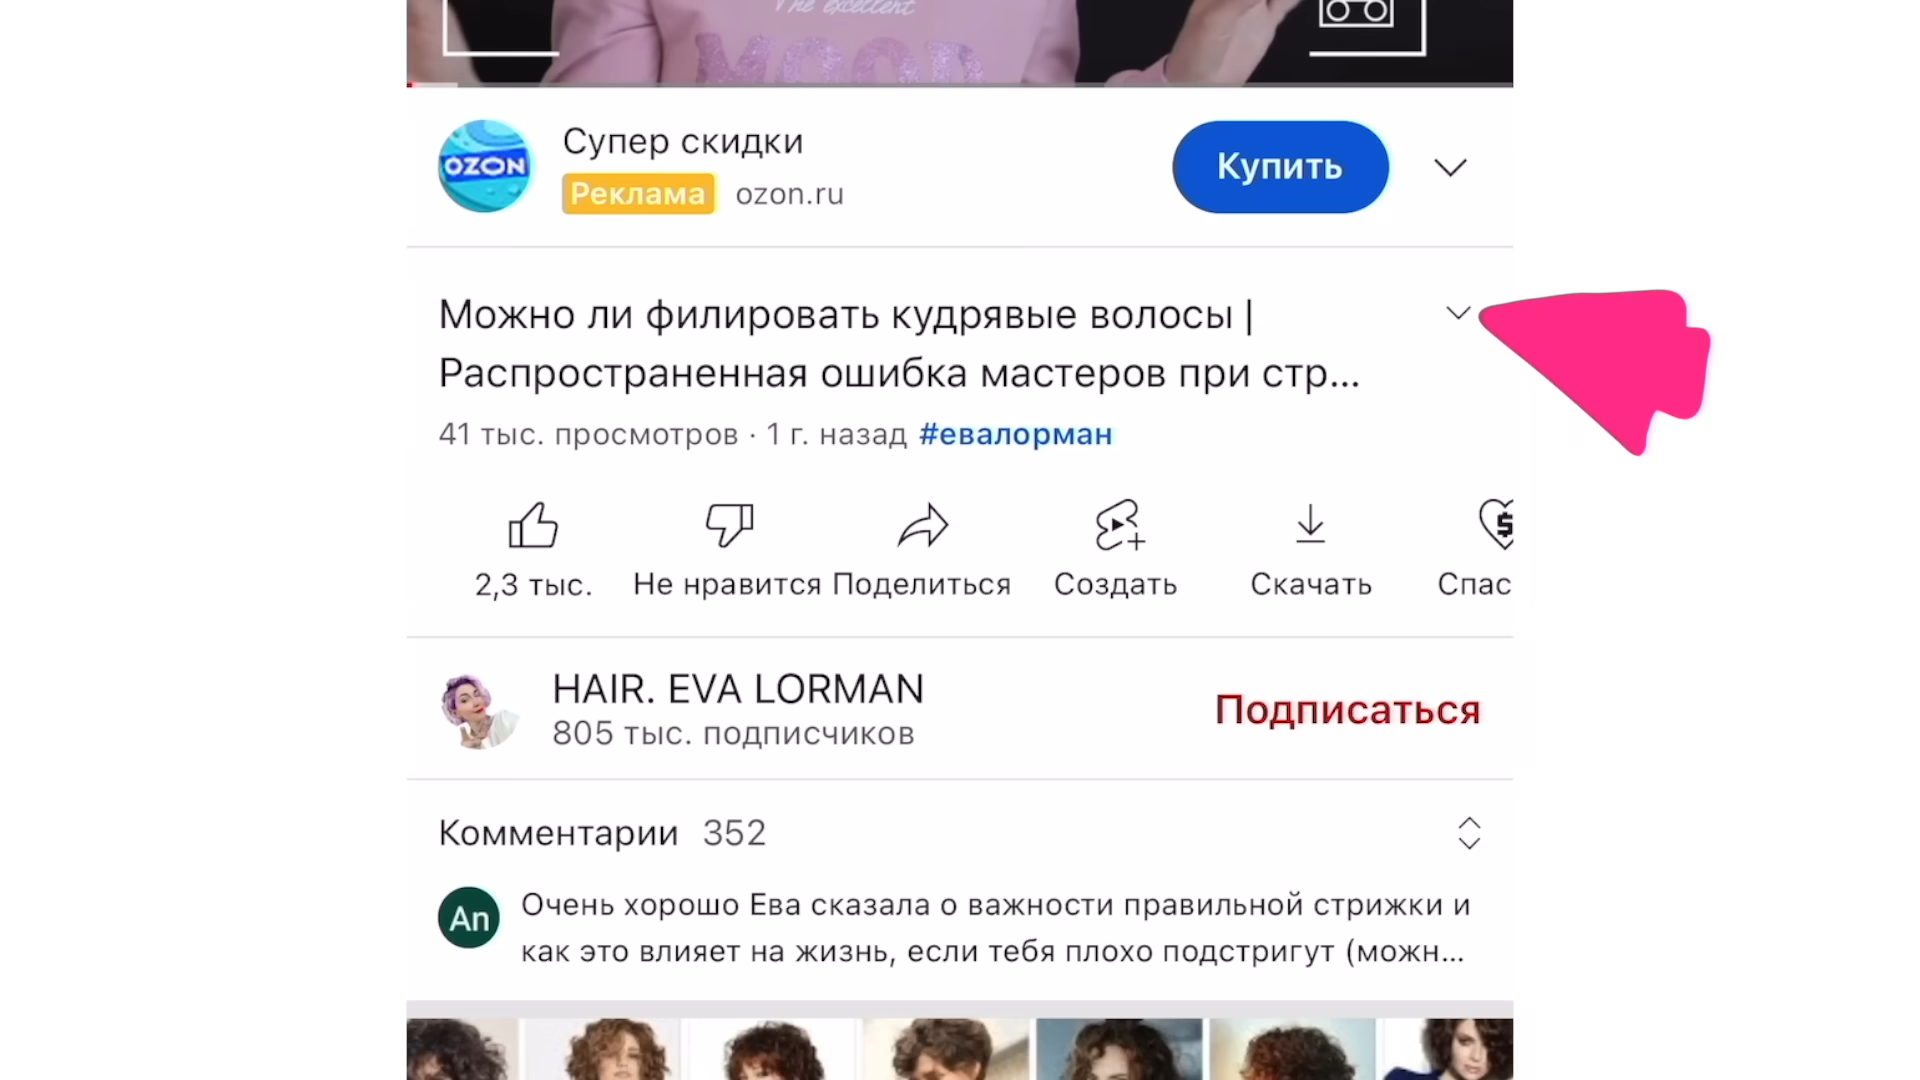 The excellent
MOOD
OZON
Супер скидки
Реклама ozon.ru
Купить
Можно ли филировать кудрявые волосы |
Распространенная ошибка мастеров при стр...
41 тыс. просмотров · 1 г. назад #евалорман
2,3 тыс. Не нравится Поделиться Создать Скачать Спас
HAIR. EVA LORMAN
805 тыс. подписчиков
Подписаться
Комментарии 352
An
Очень хорошо Ева сказала о важности правильной стрижки и
как это влияет на жизнь, если тебя плохо подстригут (можн...